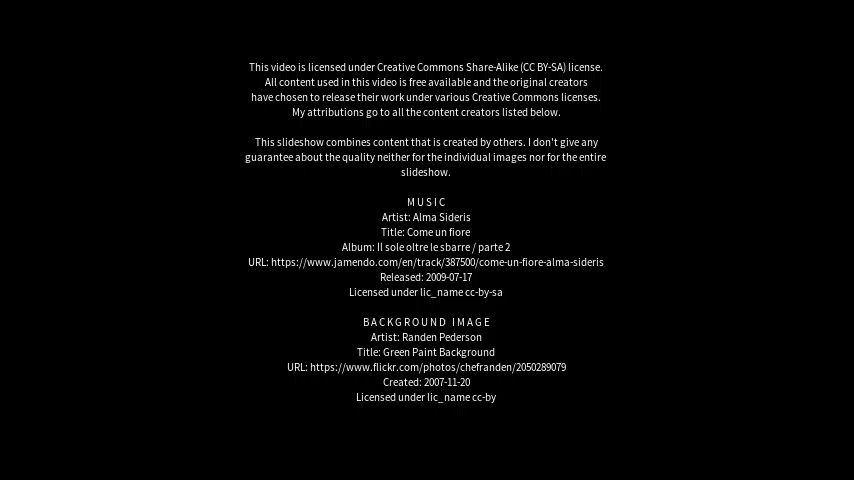 This video is licensed under Creative Commons Share-Alike (CC BY-SA) license.
All content used in this video is free available and the original creators
have chosen to release their work under various Creative Commons licenses.
My attributions go to all the content creators listed below.
This slideshow combines content that is created by others. I don't give any
guarantee about the quality neither for the individual images nor for the entire
slideshow.
MUSIC
Artist: Alma Sideris
Title: Come un fiore
Album: Il sole oltre le sbarre / parte 2
URL: https://www.jamendo.com/en/track/387500/come-un-fiore-alma-sideris
Released: 2009-07-17
Licensed under lic_name cc-by-sa
BACKGROUND IMAGE
Artist: Randen Pederson
Title: Green Paint Background
URL: https://www.flickr.com/photos/chefranden/2050289079
Created: 2007-11-20
Licensed under lic_name cc-by